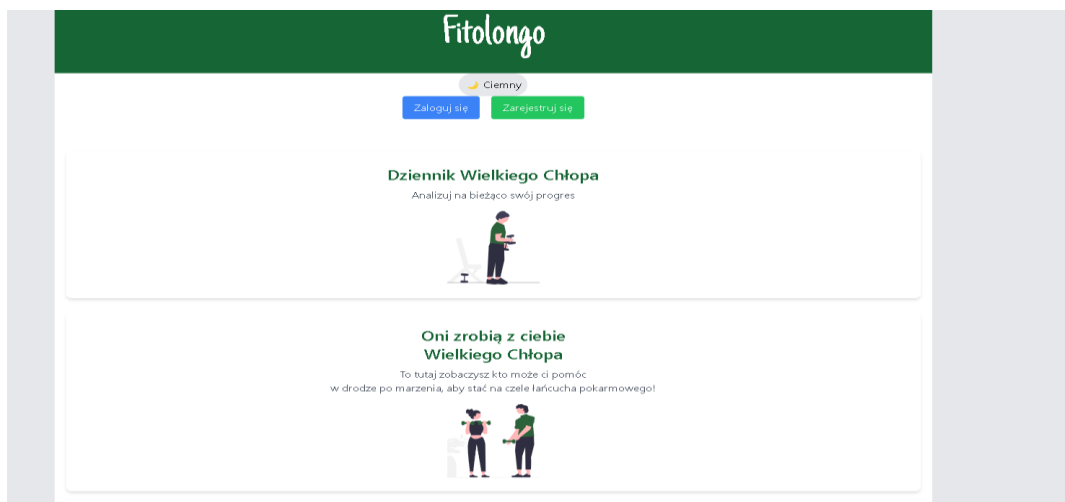 Fitolongo
🌙 Ciemny
Zaloguj się
Zarejestruj się
Dziennik Wielkiego Chłopa
Analizuj na bieżąco swój progres
Oni zrobią z ciebie
Wielkiego Chłopa
To tutaj zobaczysz kto może ci pomóc
w drodze po marzenia, aby stać na czele łańcucha pokarmowego!